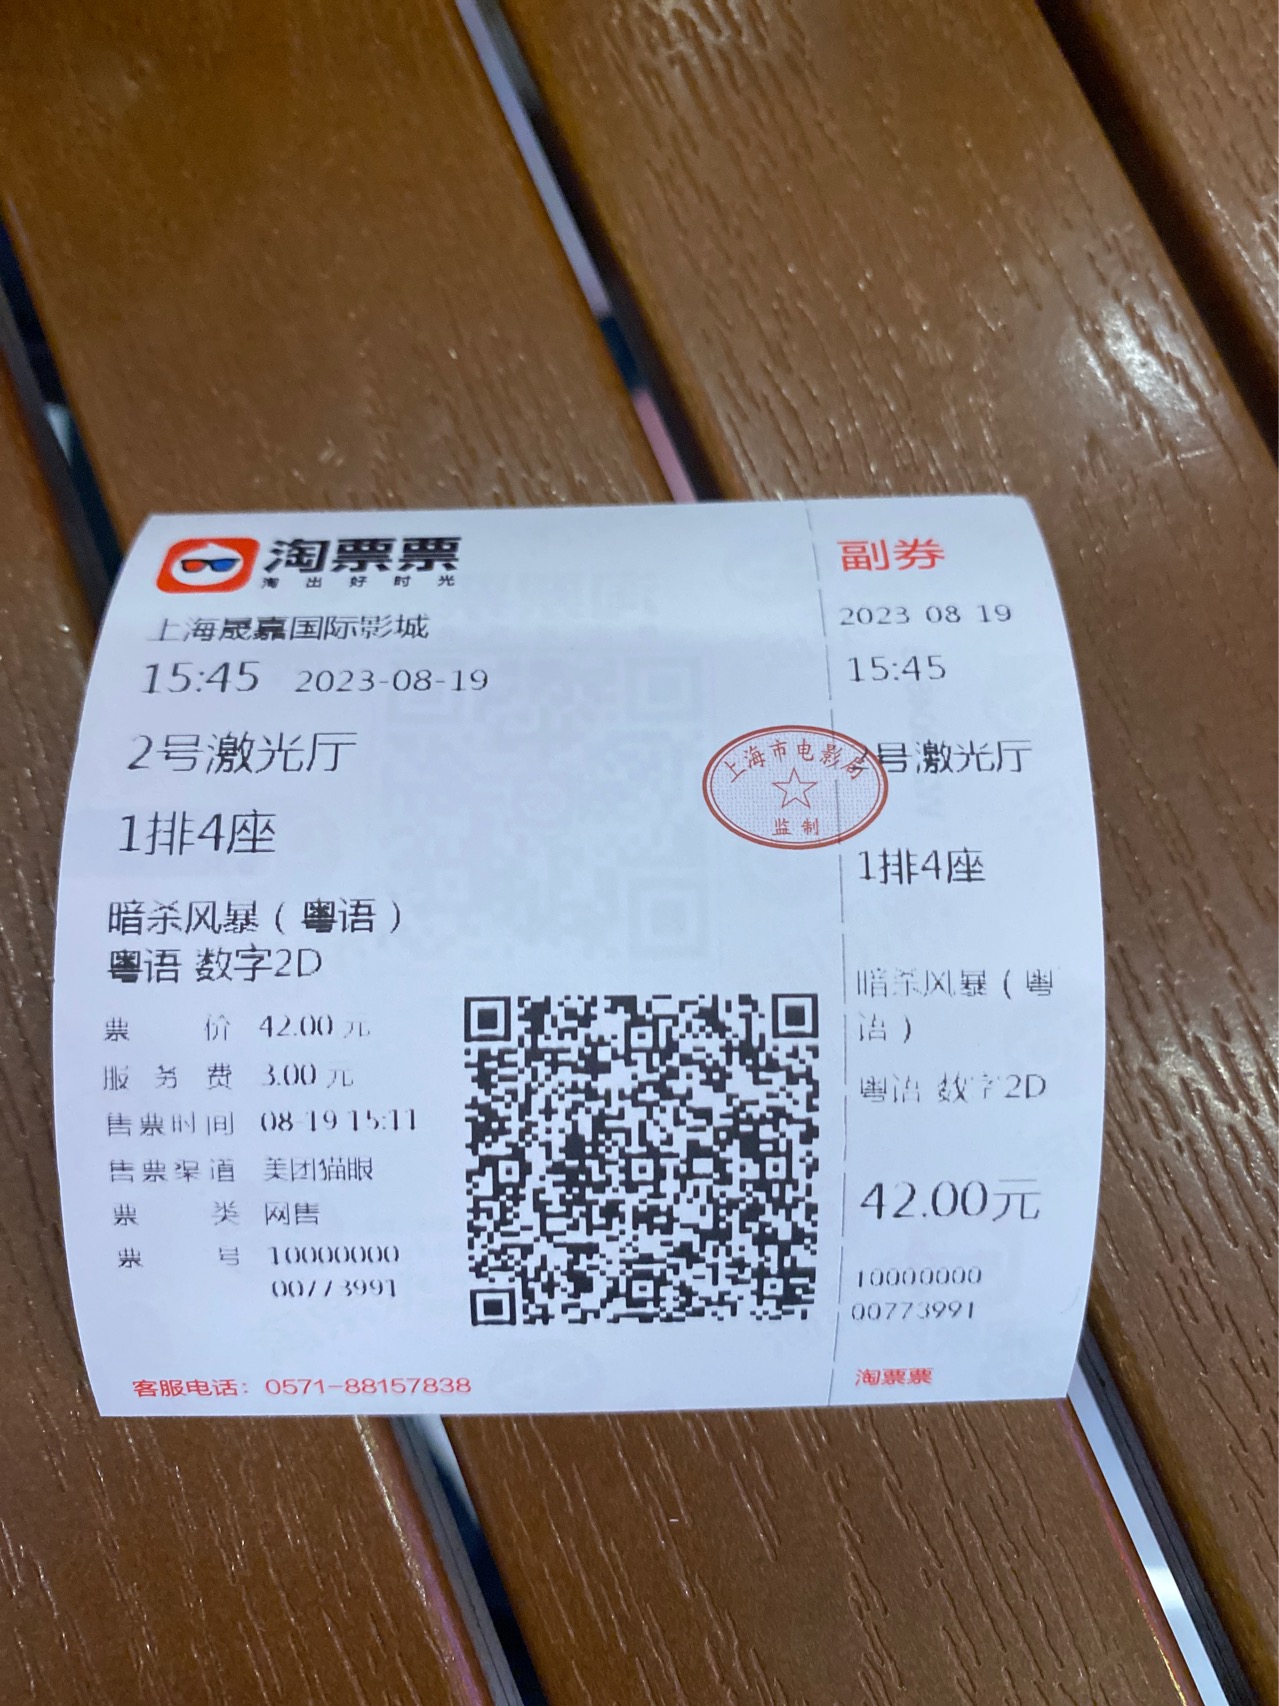 淘票票
淘出好时光
上海晟嘉国际影城
15:45 2023-08-19
2号激光厅
1排4座
暗杀风暴（粤语）
粤语 数字2D
票价 42.00元
服务费 3.00元
售票时间 08-19 15:11
售票渠道 美团猫眼
票类 网售
票号 10000000
00773991
客服电话：0571-88157838
上海市电影局
监制
副券
2023 08 19
15:45
号激光厅
1排4座
暗杀风暴（粤
语）
粤语 数字2D
42.00元
10000000
00773991
淘票票